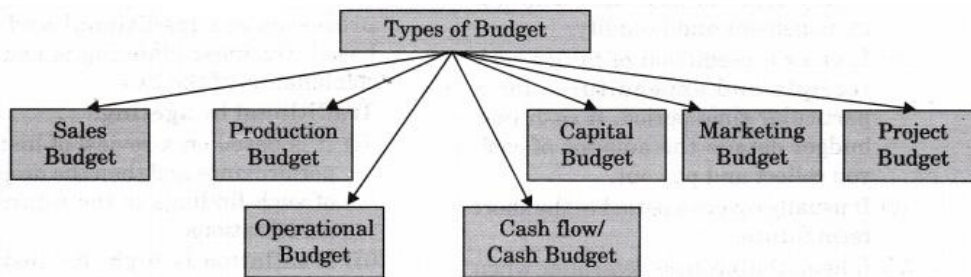 Types of Budget
Sales
Budget
Production
Budget
Capital
Budget
Marketing
Budget
Project
Budget
Operational
Budget
Cash flow/
Cash Budget